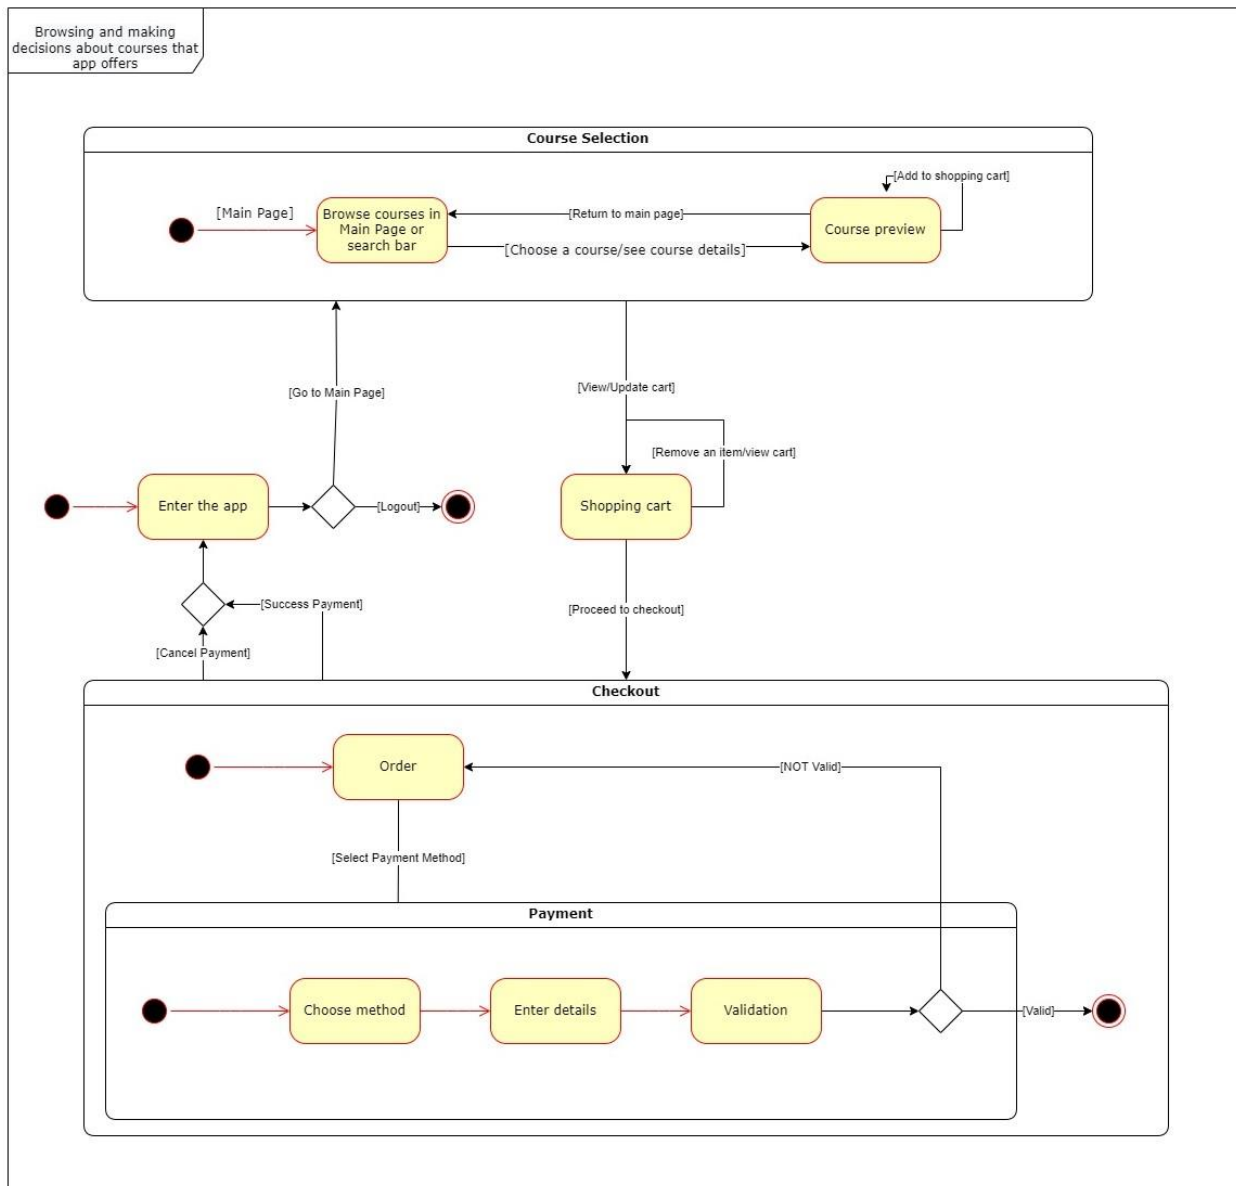 Browsing and making
decisions about courses that
app offers
Course Selection
[Add to shopping cart]
[Main Page]
Browse courses in
Main Page or
search bar
[Return to main page]
[Choose a course/see course details]
Course preview
[Go to Main Page]
[View/Update cart]
[Remove an item/view cart]
Enter the app
[Logout]
Shopping cart
[Success Payment]
[Proceed to checkout]
[Cancel Payment]
Checkout
Order
[NOT Valid]
[Select Payment Method]
Payment
Choose method
Enter details
Validation
[Valid]